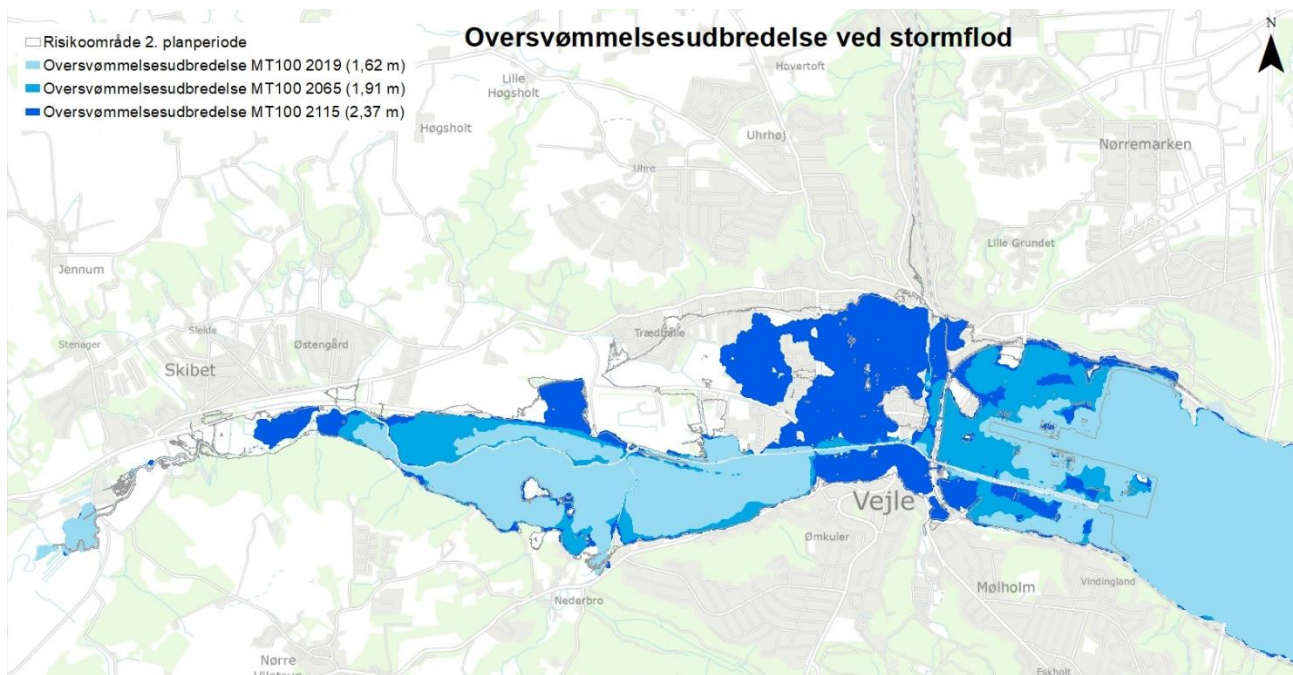 Oversvømmelsesudbredelse ved stormflod
N
Risikoområde 2. planperiode
Oversvømmelsesudbredelse MT100 2019 (1,62 m)
Oversvømmelsesudbredelse MT100 2065 (1,91 m)
Oversvømmelsesudbredelse MT100 2115 (2,37 m)
Hovertoft
Lille
Høgsholt
Høgsholt
Uhrhøj
Nørremarken
Uhre
Lille Grundet
Jennum
Slelde
Trædballe
Stenager
Østengård
Skibet
Vejle
Ømkuler
Vindingland
Mølholm
Nederbro
Nørre
Eskholt